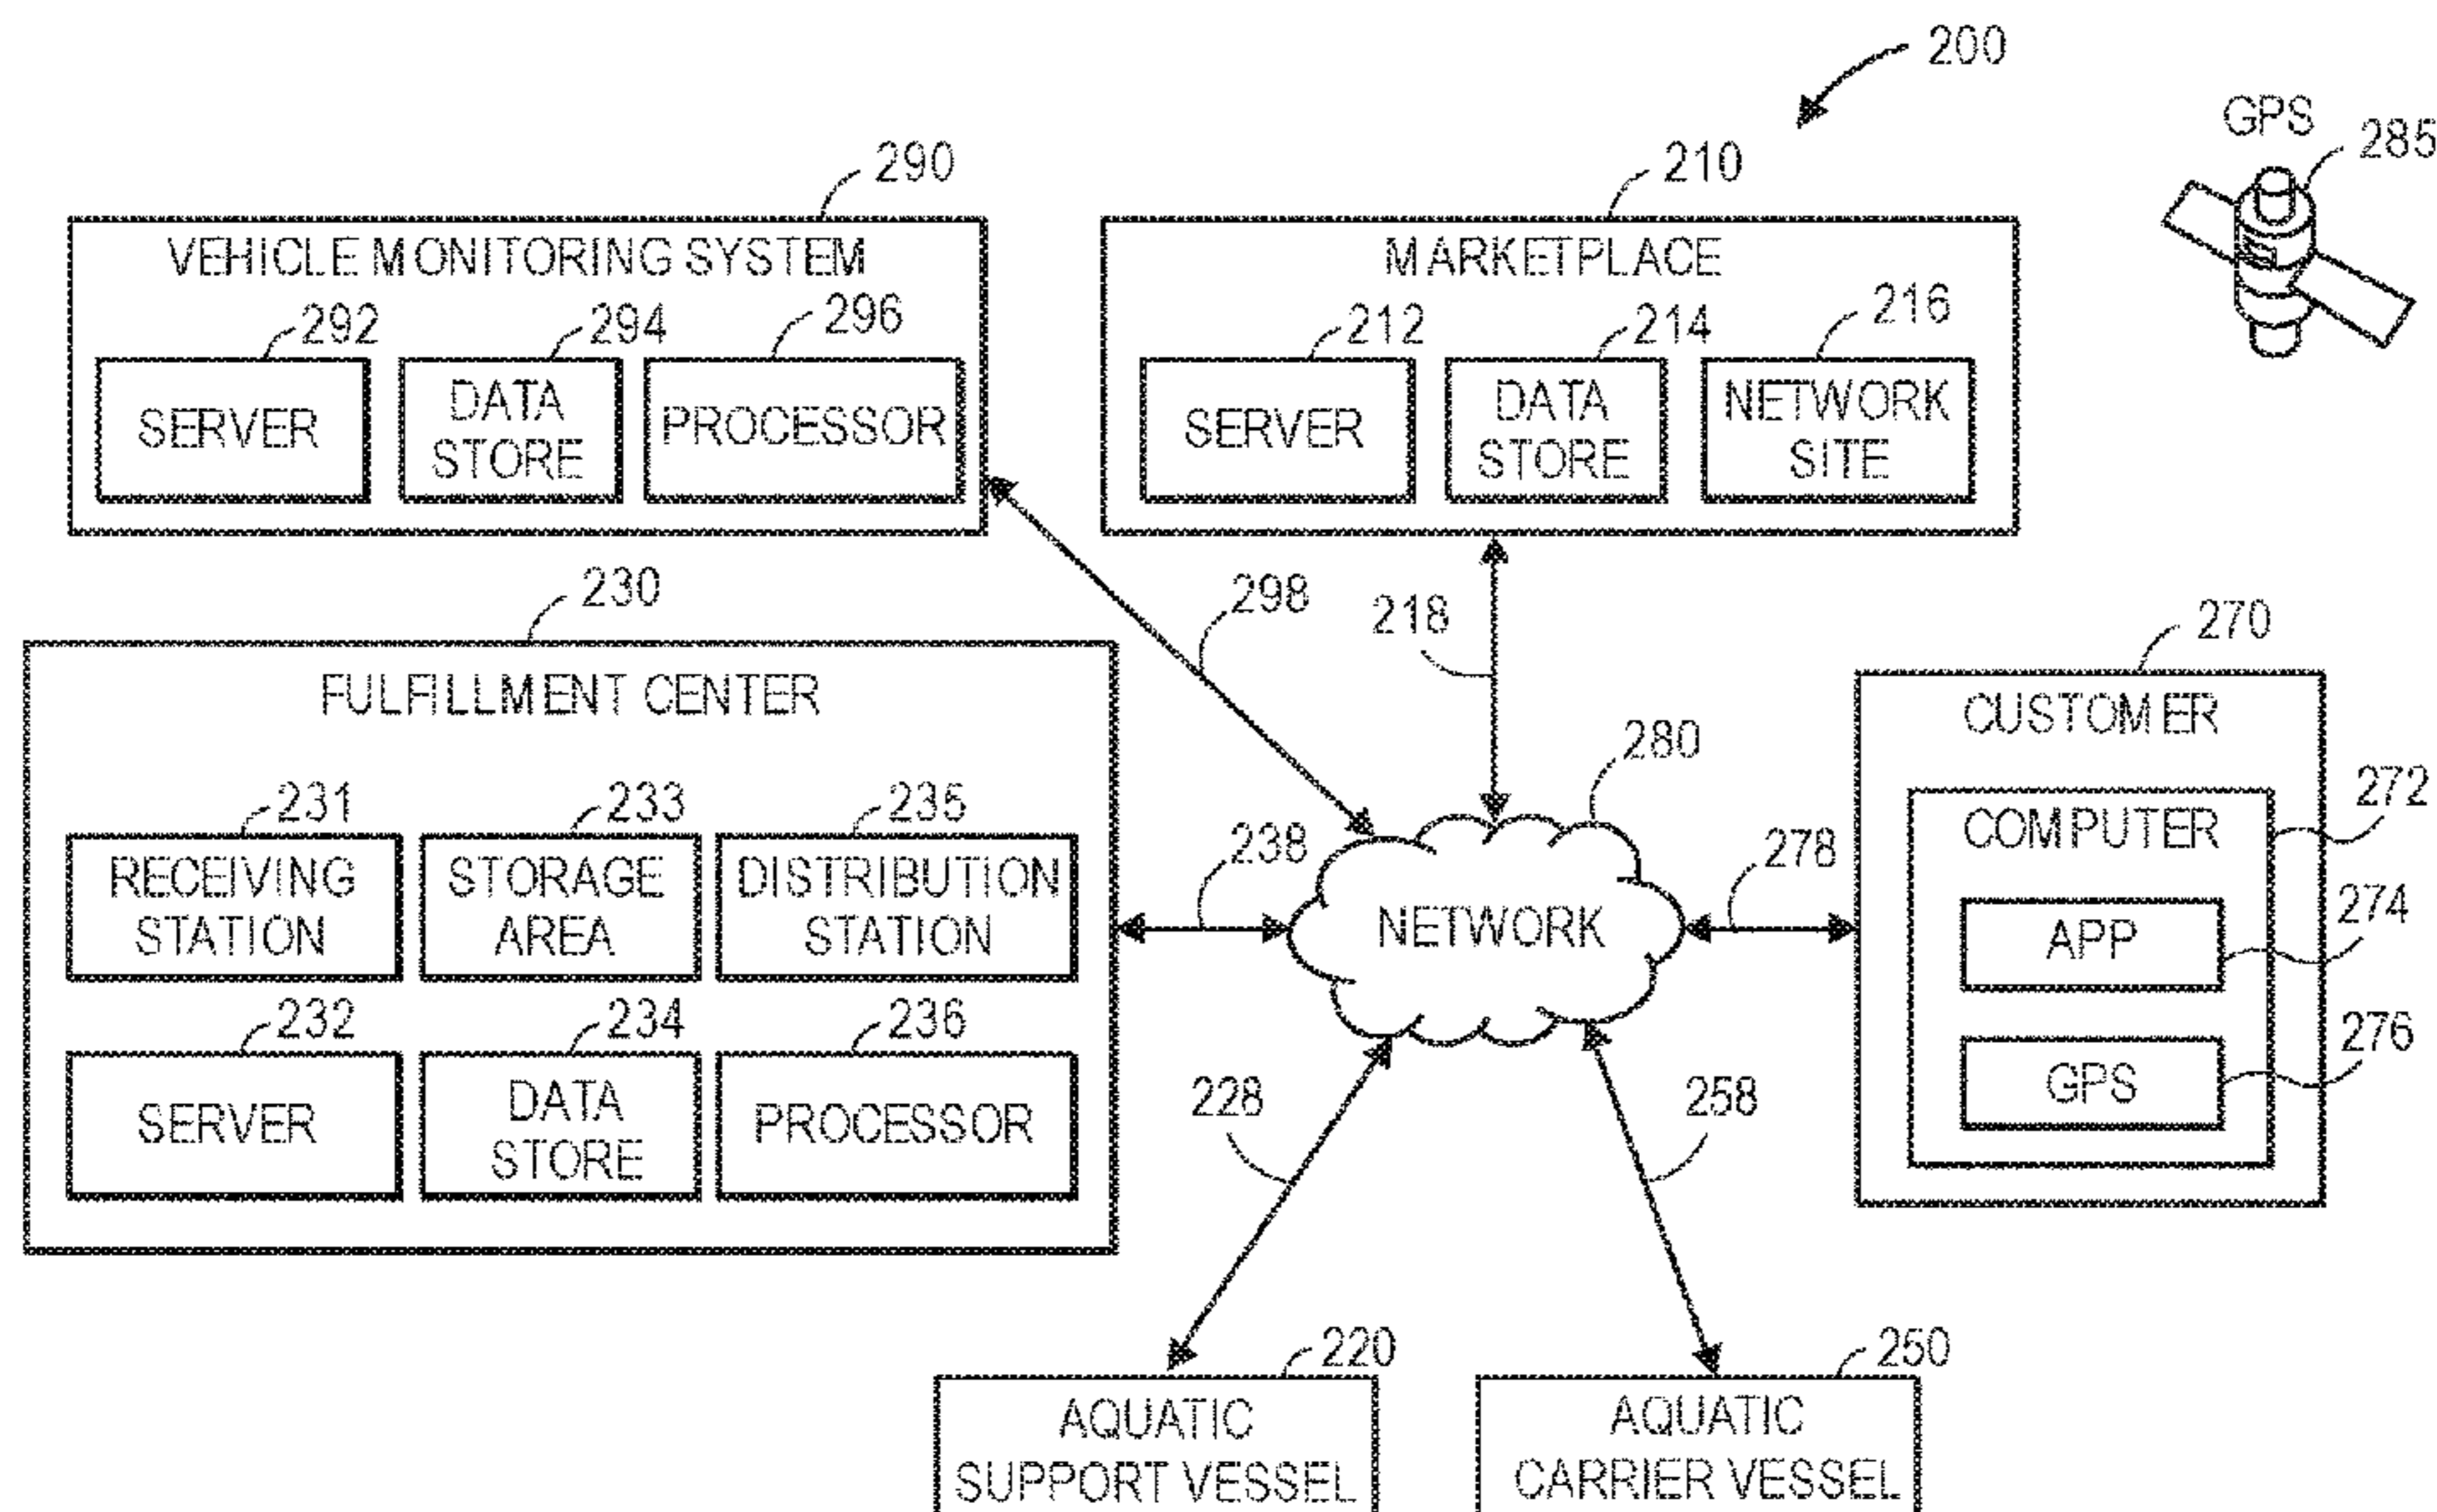 200
GPS
285
290
VEHICLE MONITORING SYSTEM
292
294
296
SERVER
DATA
STORE
PROCESSOR
210
MARKETPLACE
212
214
216
SERVER
DATA
STORE
NETWORK
SITE
298
218
230
FULFILLMENT CENTER
231
233
235
RECEIVING
STATION
STORAGE
AREA
DISTRIBUTION
STATION
232
234
236
SERVER
DATA
STORE
PROCESSOR
238
280
NETWORK
278
270
CUSTOMER
272
COMPUTER
274
APP
276
GPS
228
258
220
AQUATIC
SUPPORT VESSEL
250
AQUATIC
CARRIER VESSEL